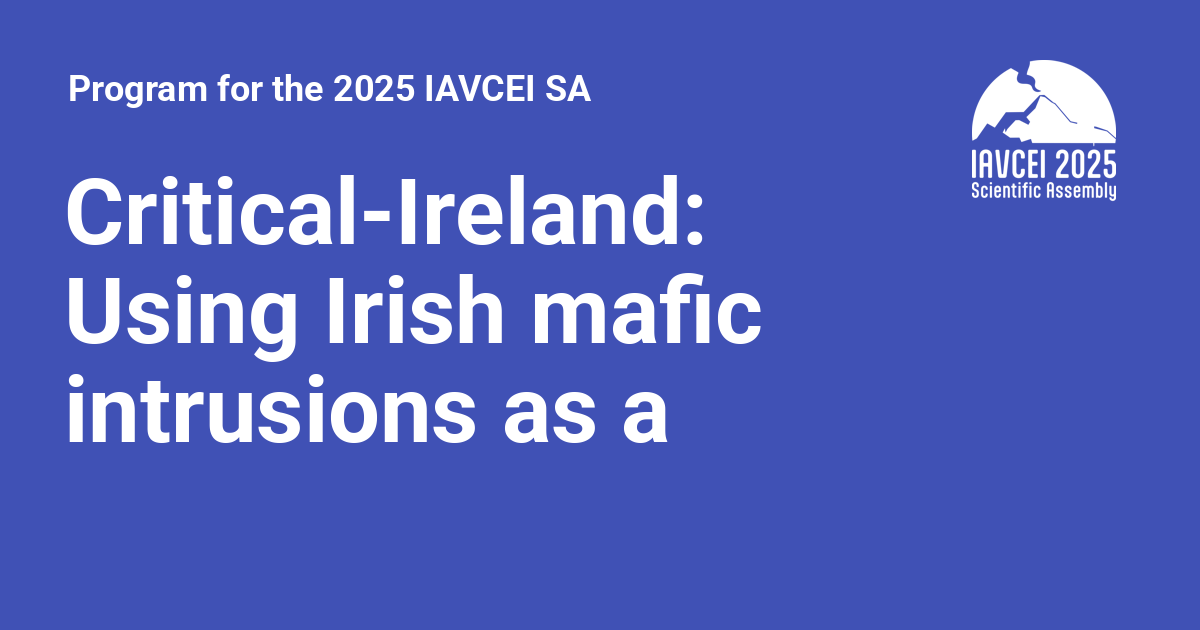 Program for the 2025 IAVCEI SA
IAVCEI 2025
Scientific Assembly
Critical-Ireland:
Using Irish mafic
intrusions as a